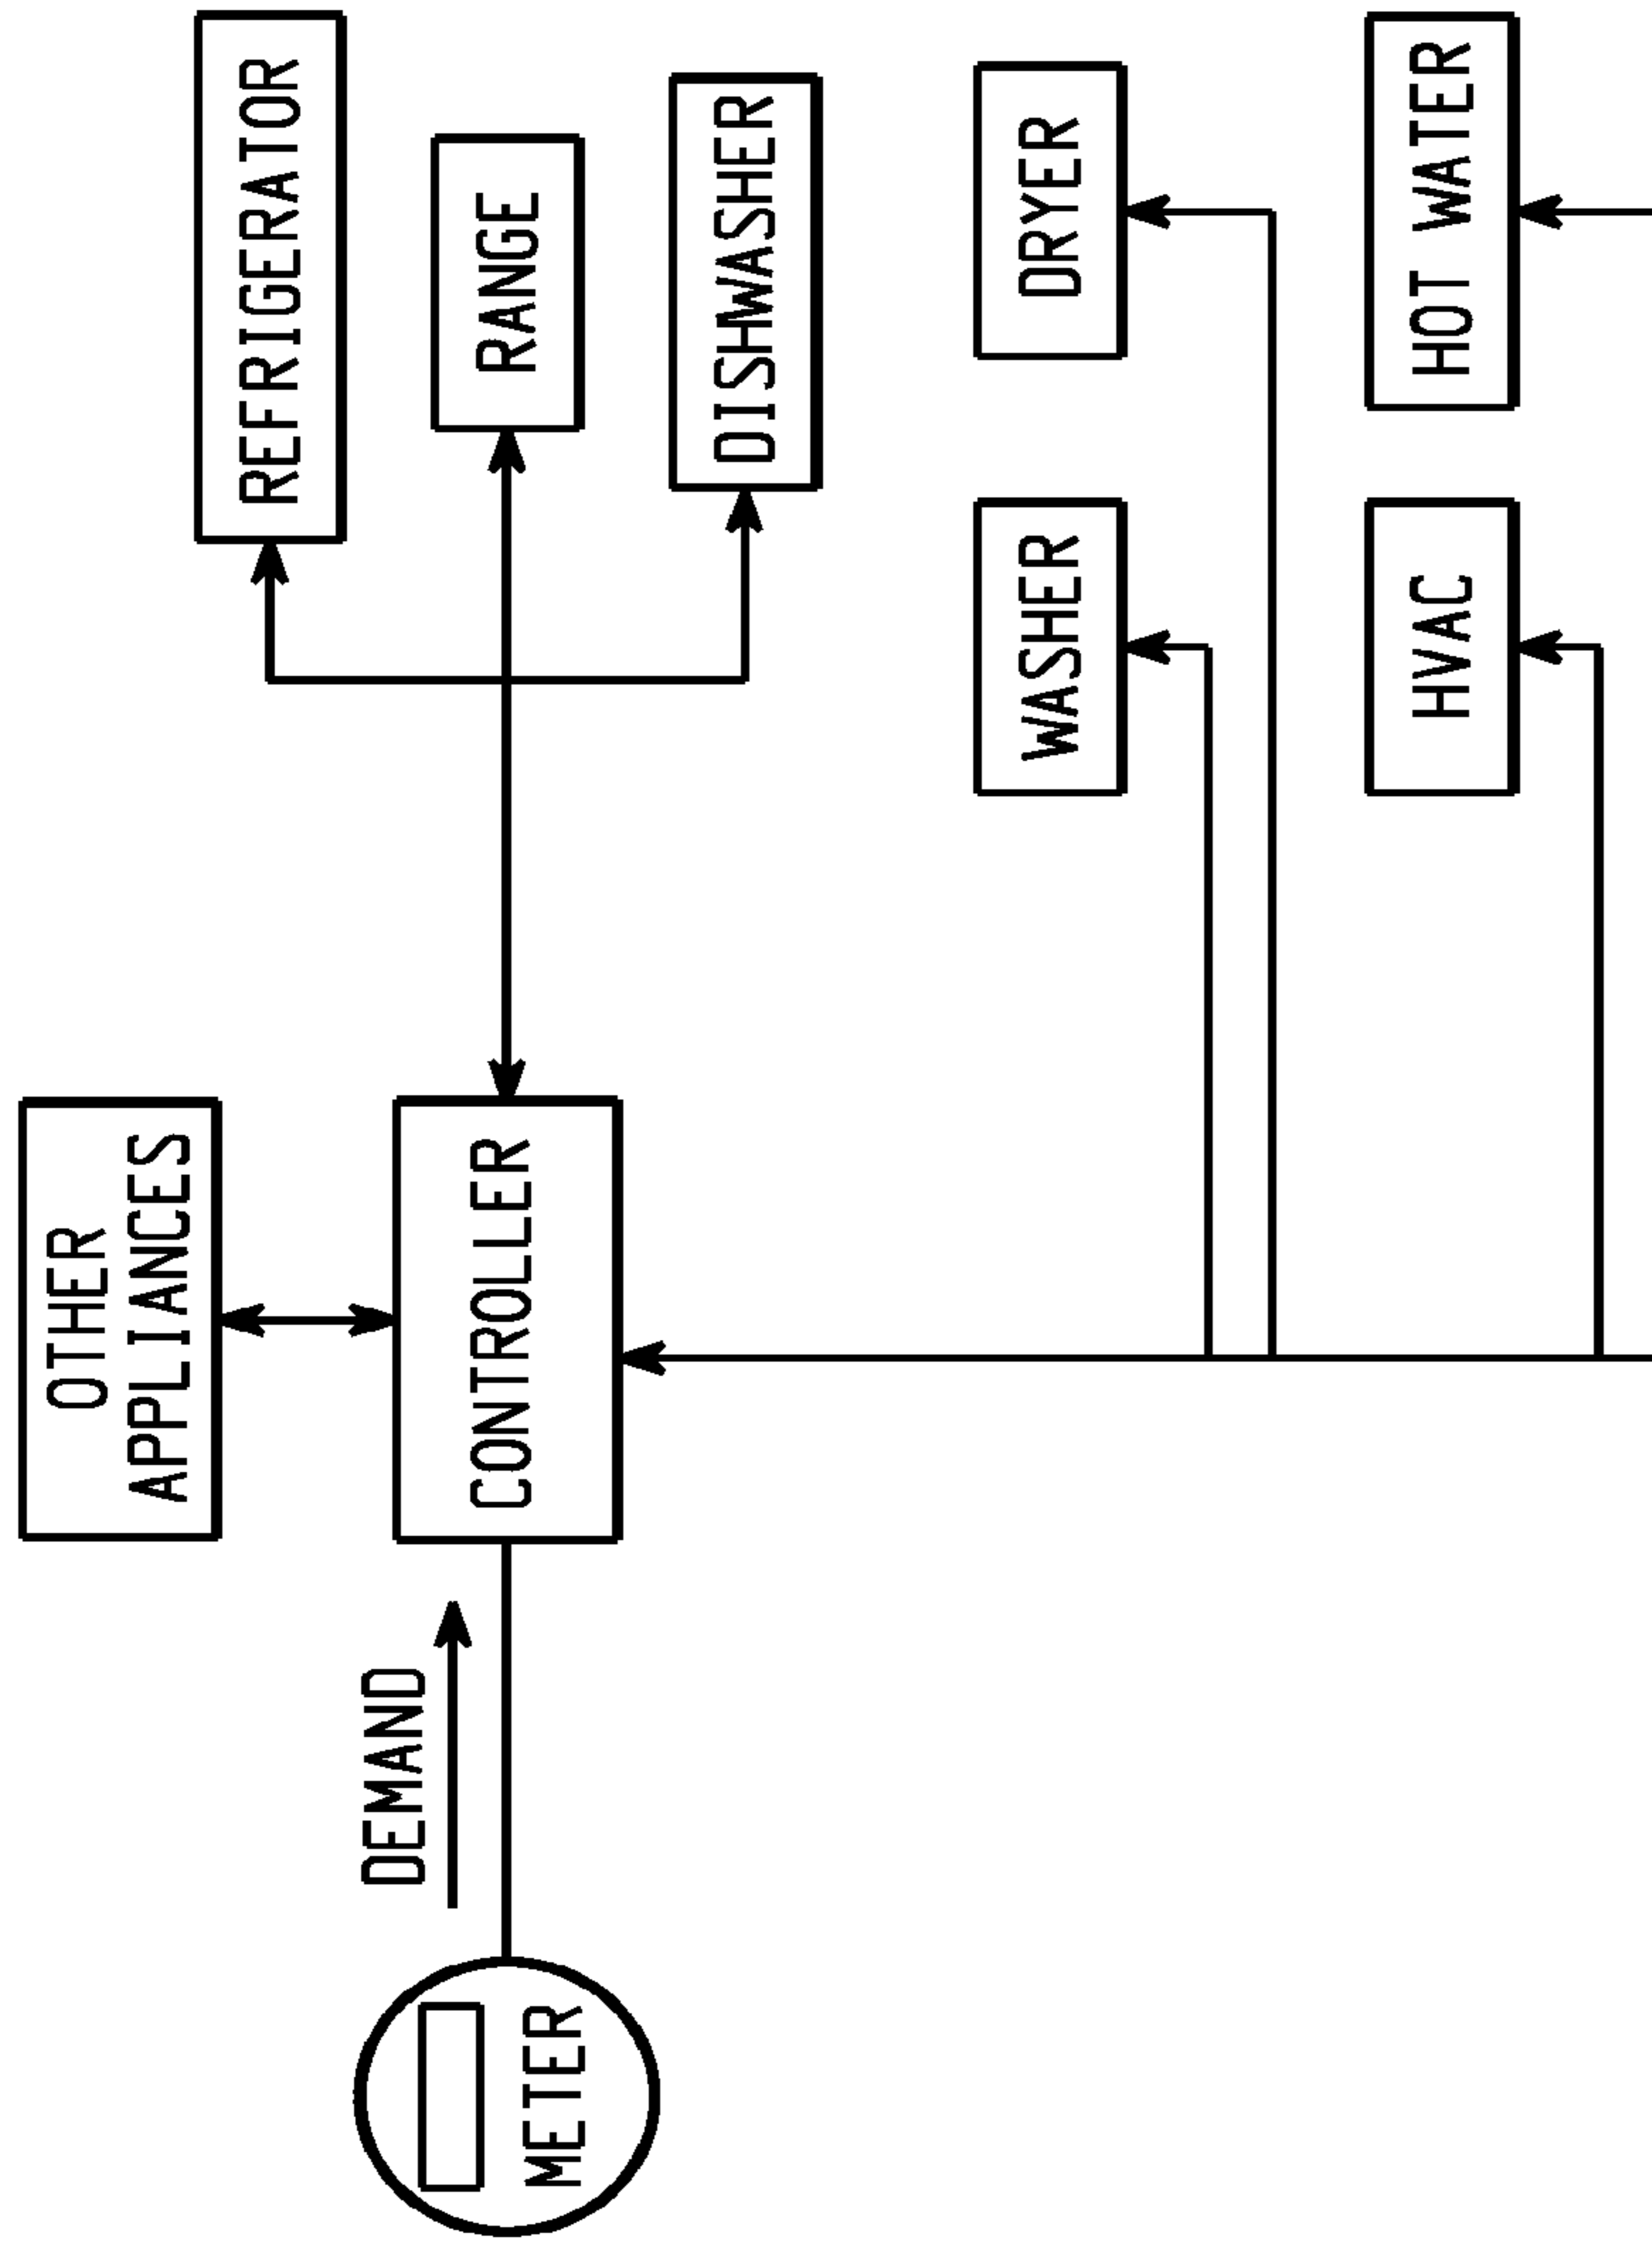 OTHER
APPLIANCES
REFRIGERATOR
DEMAND
METER
CONTROLLER
RANGE
DISHWASHER
WASHER
DRYER
HVAC
HOT WATER